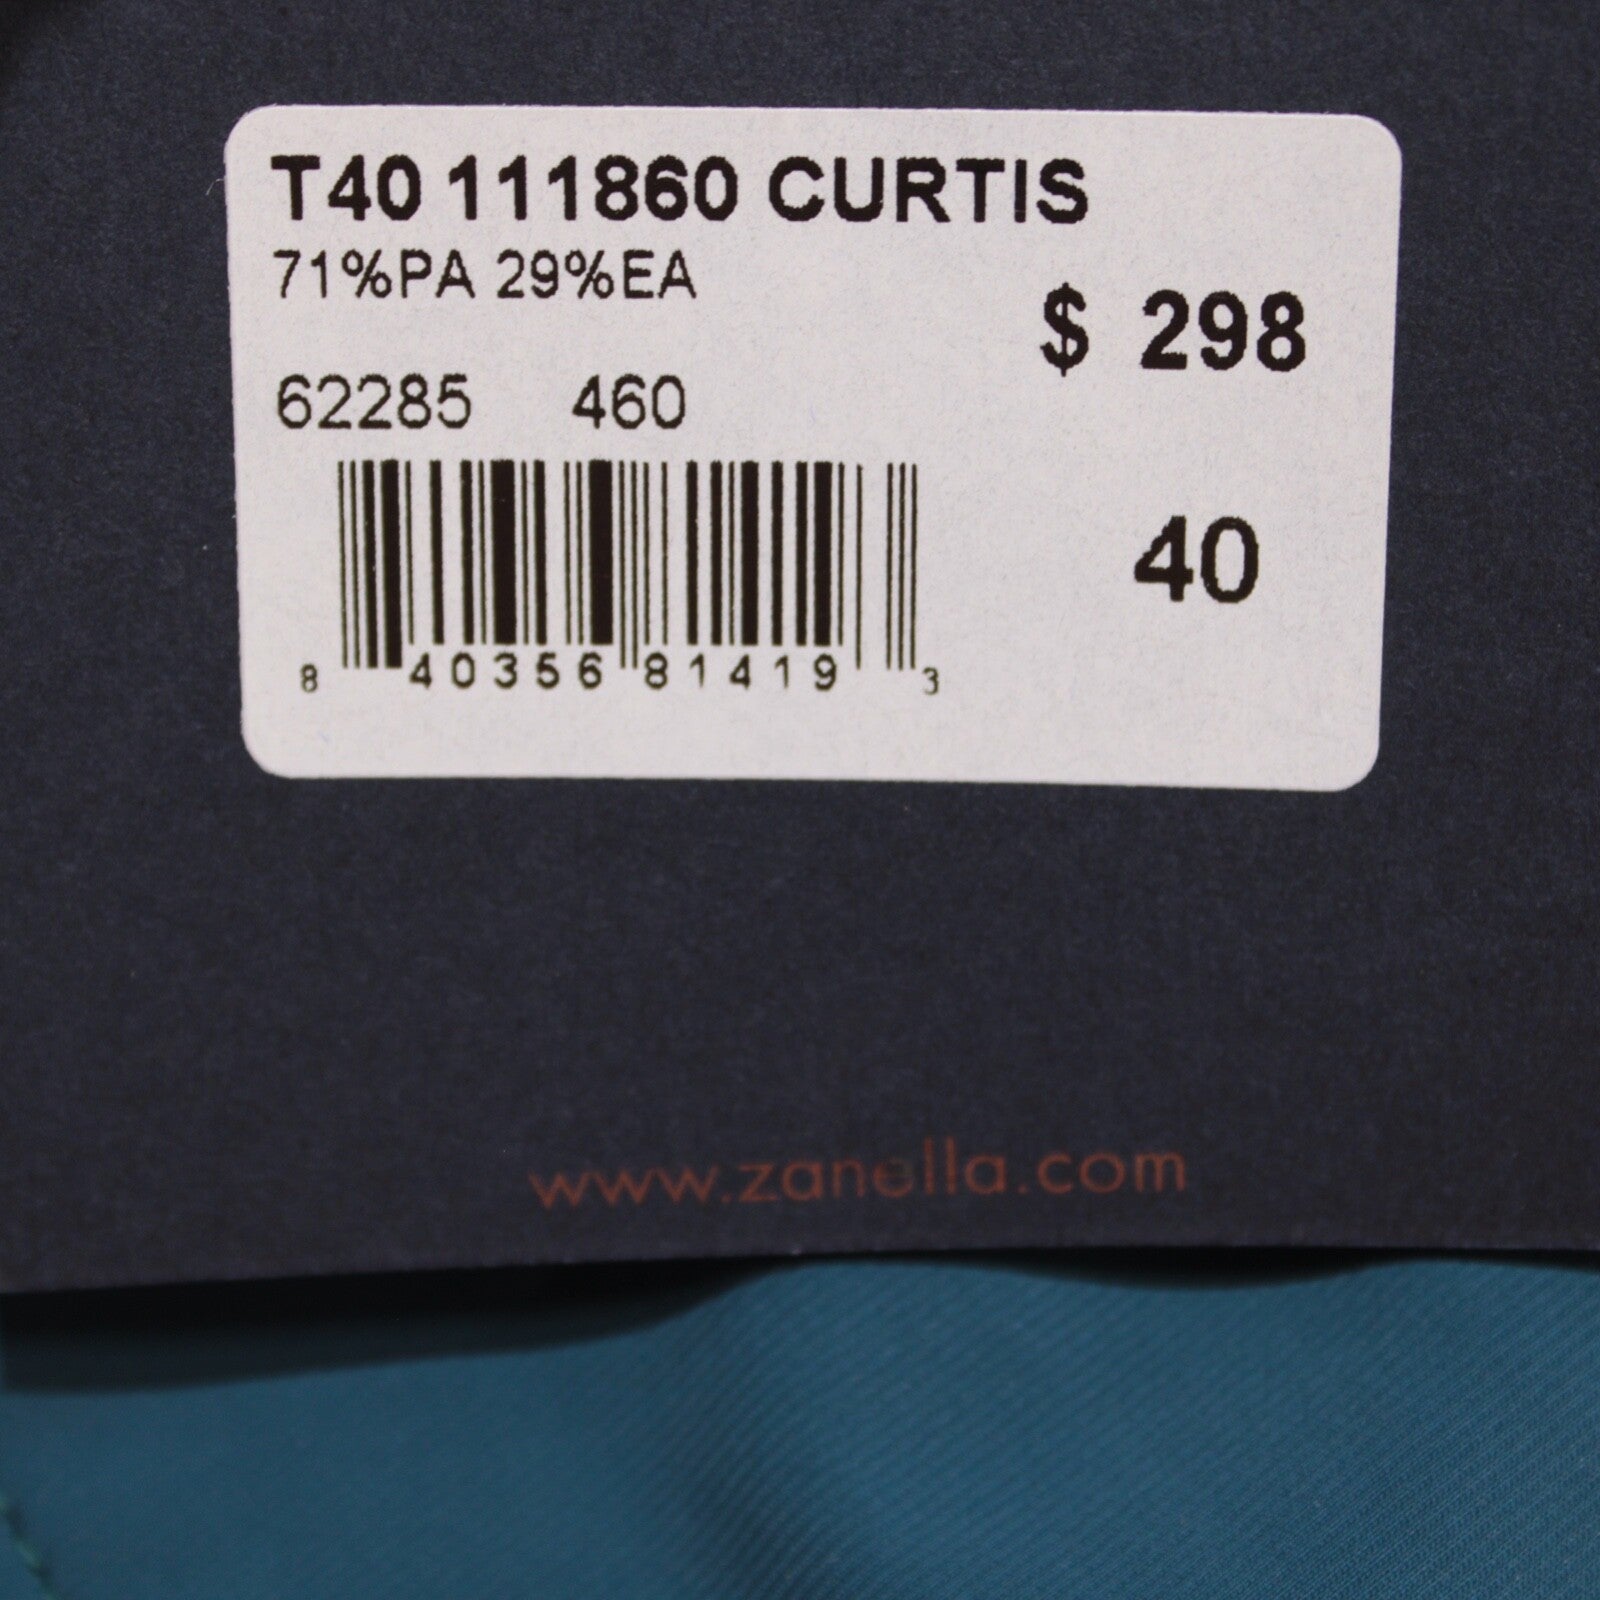 T40 111860 CURTIS
71%PA 29%EA
$ 298
62285 460
40
8 40356 81419 3
www.zanella.com